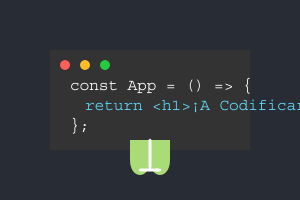 const App = () => {
return <h1>¡A Codificar
};